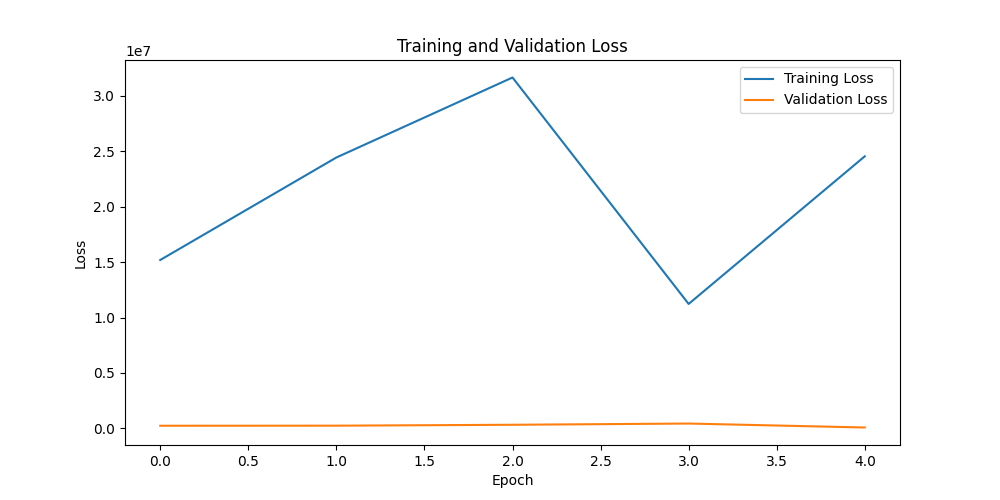 Training and Validation Loss
1e7
Training Loss
Validation Loss
3.0
2.5
2.0
1.5
1.0
0.5
0.0
Loss
0.0 0.5 1.0 1.5 2.0 2.5 3.0 3.5 4.0
Epoch